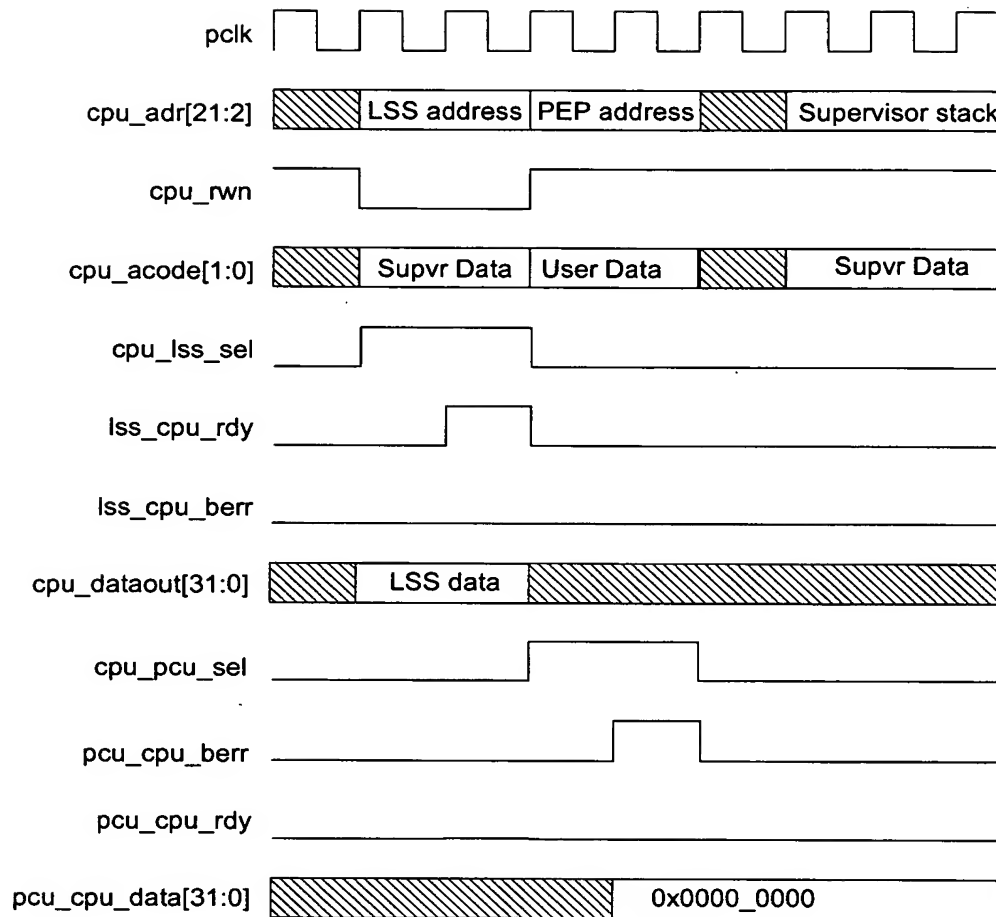 pclk
cpu_adr[21:2] LSS address PEP address Supervisor stack
cpu_rwn
cpu_acode[1:0] Supvr Data User Data Supvr Data
cpu_lss_sel
lss_cpu_rdy
lss_cpu_berr
cpu_dataout[31:0] LSS data
cpu_pcu_sel
pcu_cpu_berr
pcu_cpu_rdy
pcu_cpu_data[31:0] 0x0000_0000